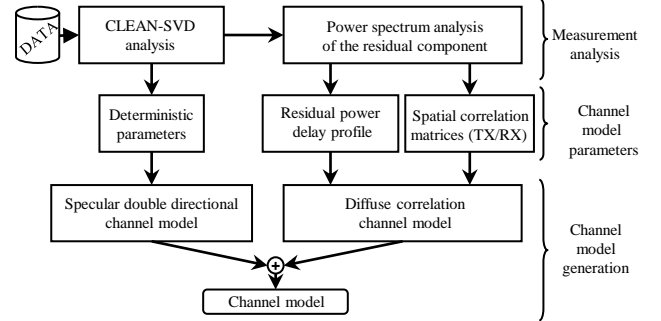 DATA
CLEAN-SVD
analysis
Power spectrum analysis
of the residual component
Measurement
analysis
Deterministic
parameters
Residual power
delay profile
Spatial correlation
matrices (TX/RX)
Channel
model
parameters
Specular double directional
channel model
Diffuse correlation
channel model
Channel
model
generation
+
Channel model